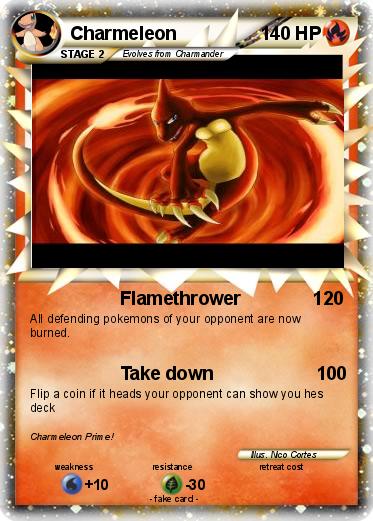 Charmeleon 140 HP
STAGE 2 Evolves from Charmander
Flamethrower 120
All defending pokemons of your opponent are now
burned.
Take down 100
Flip a coin if it heads your opponent can show you hes
deck
Charmeleon Prime!
Illus. Nico Cortes
weakness resistance retreat cost
+10 -30
- fake card -